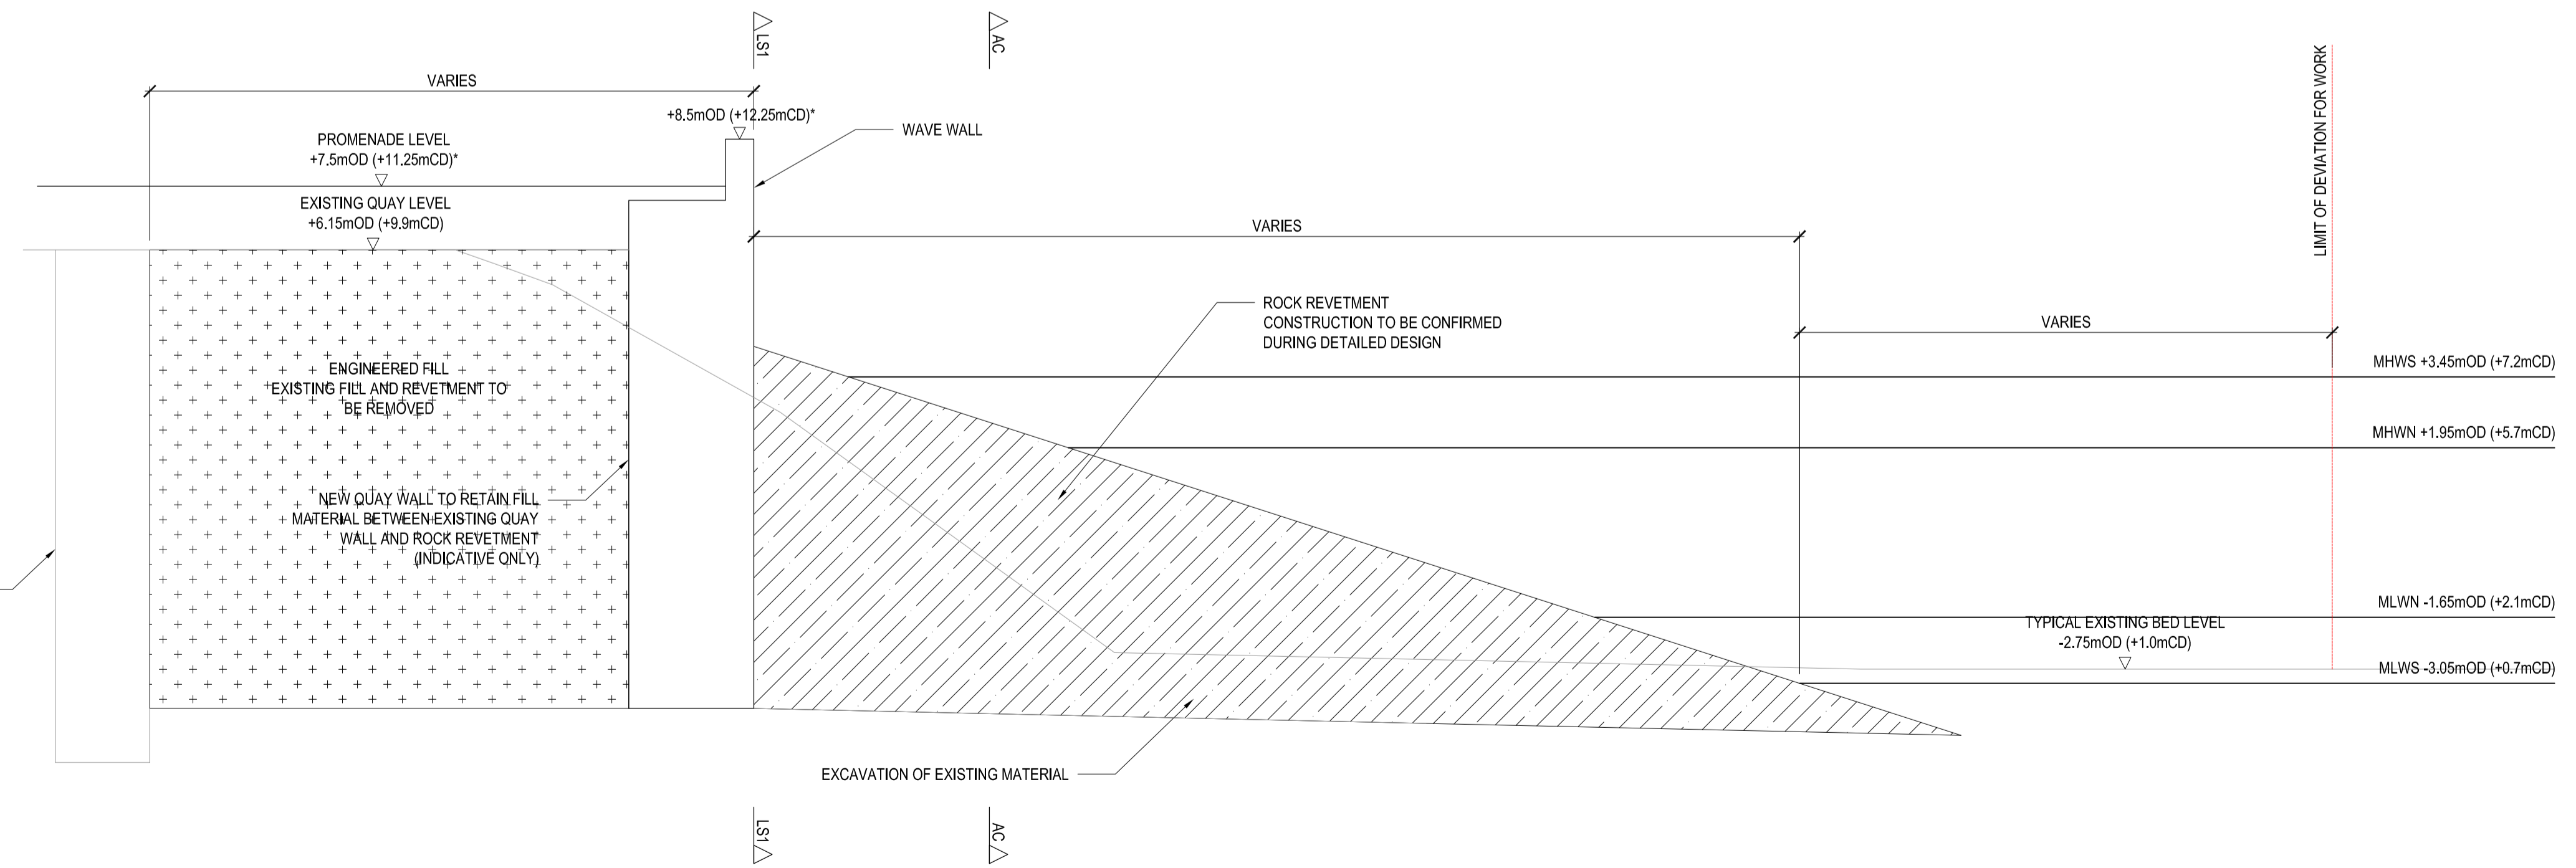 LS1
AC
VARIES
+8.5mOD (+12.25mCD)*
WAVE WALL
PROMENADE LEVEL
+7.5mOD (+11.25mCD)*
EXISTING QUAY LEVEL
+6.15mOD (+9.9mCD)
VARIES
LIMIT OF DEVIATION FOR WORK
ROCK REVETMENT
CONSTRUCTION TO BE CONFIRMED
DURING DETAILED DESIGN
VARIES
MHWS +3.45mOD (+7.2mCD)
ENGINEERED FILL
EXISTING FILL AND REVETMENT TO
BE REMOVED
MHWN +1.95mOD (+5.7mCD)
NEW QUAY WALL TO RETAIN FILL
MATERIAL BETWEEN EXISTING QUAY
WALL AND ROCK REVETMENT
(INDICATIVE ONLY)
MLWN -1.65mOD (+2.1mCD)
TYPICAL EXISTING BED LEVEL
-2.75mOD (+1.0mCD)
MLWS -3.05mOD (+0.7mCD)
EXCAVATION OF EXISTING MATERIAL
LS1
AC